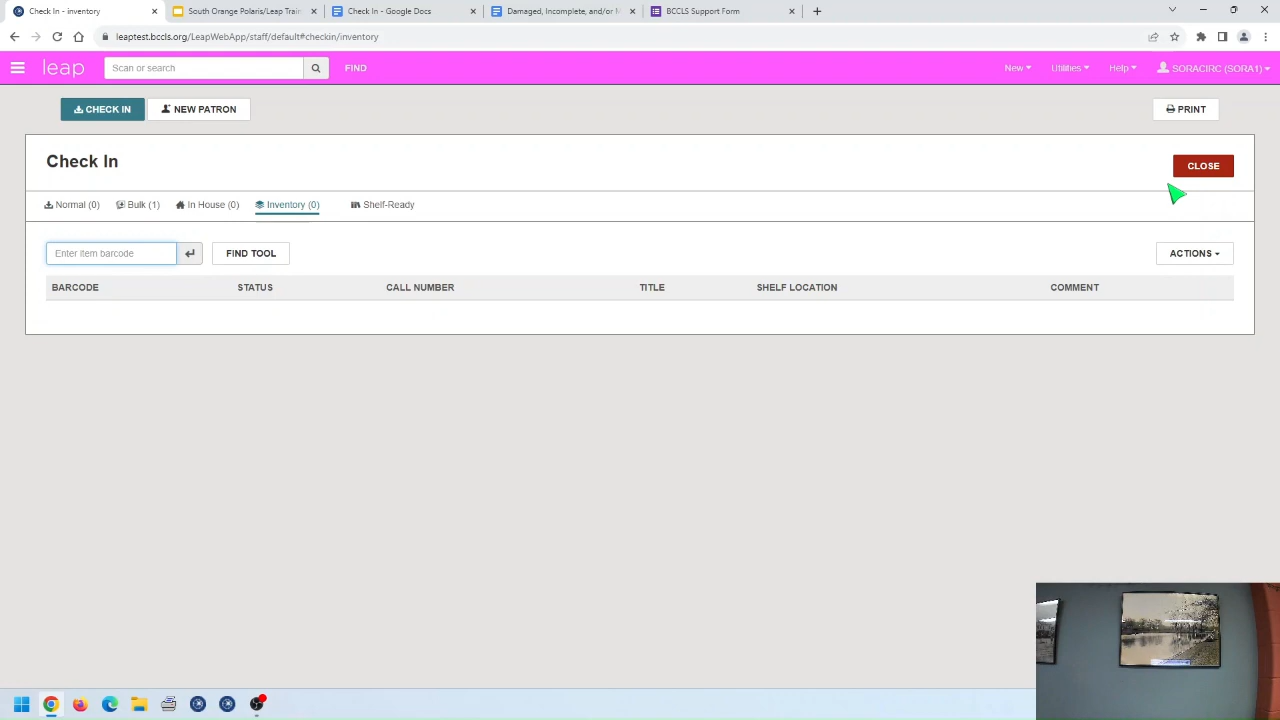 Check In - inventory
South Orange Polaris/Leap Train
Check In - Google Docs
Damaged, Incomplete, and/or M
BCCLS Support Form
leaptest.bccls.org/LeapWebApp/staff/default#checkin/inventory
leap
Scan or search
FIND
New
Utilities
Help
SORACIRC (SORA1)
CHECK IN
NEW PATRON
PRINT
Check In
CLOSE
Normal (0)
Bulk (1)
In House (0)
Inventory (0)
Shelf-Ready
Enter item barcode
FIND TOOL
ACTIONS
BARCODE
STATUS
CALL NUMBER
TITLE
SHELF LOCATION
COMMENT